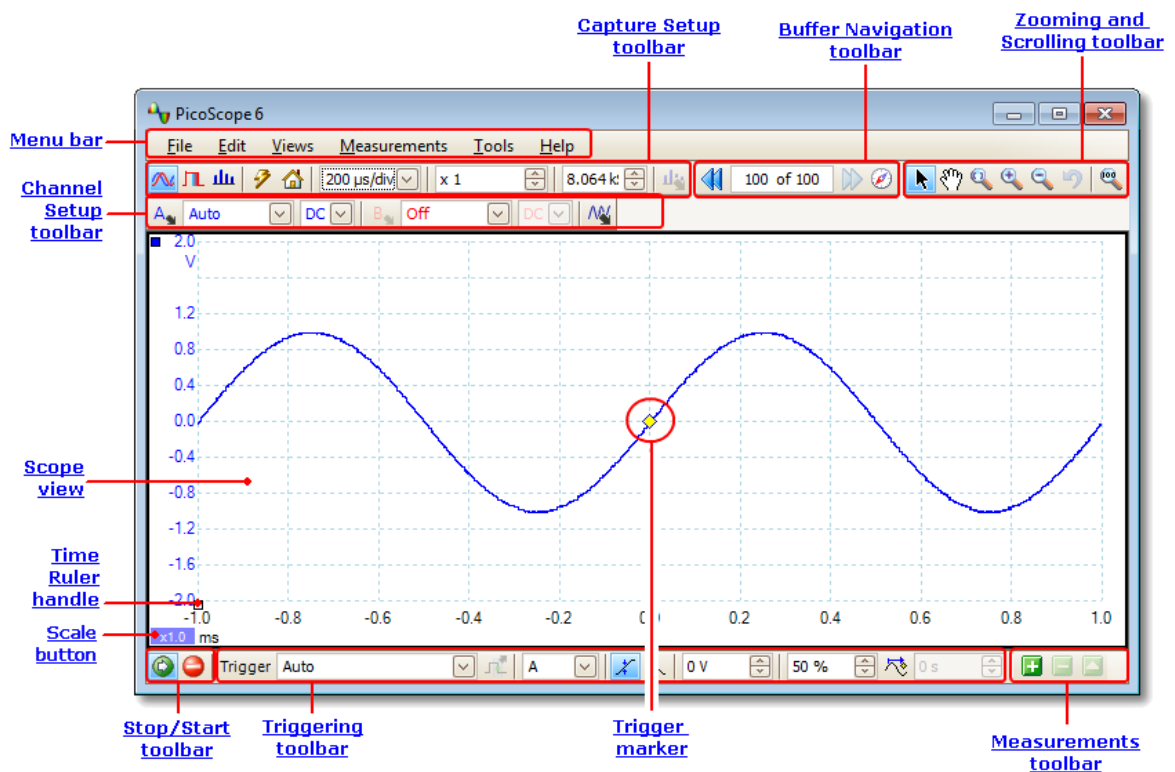 Capture Setup
toolbar
Buffer Navigation
toolbar
Zooming and
Scrolling toolbar
PicoScope 6
Menu bar
File Edit Views Measurements Tools Help
Channel
Setup
toolbar
200 µs/div x 1 8.064 k 100 of 100 100
A Auto DC B Off DC
2.0
V
1.2
0.8
0.4
0.0
-0.4
-0.8
-1.2
-1.6
-2.0
Scope
view
Time
Ruler
handle
-1.0 -0.8 -0.6 -0.4 -0.2 0.0 0.2 0.4 0.6 0.8 1.0
Scale
button
x1.0 ms
Trigger Auto A 0 V 50 % 0 s
Stop/Start
toolbar
Triggering
toolbar
Trigger
marker
Measurements
toolbar